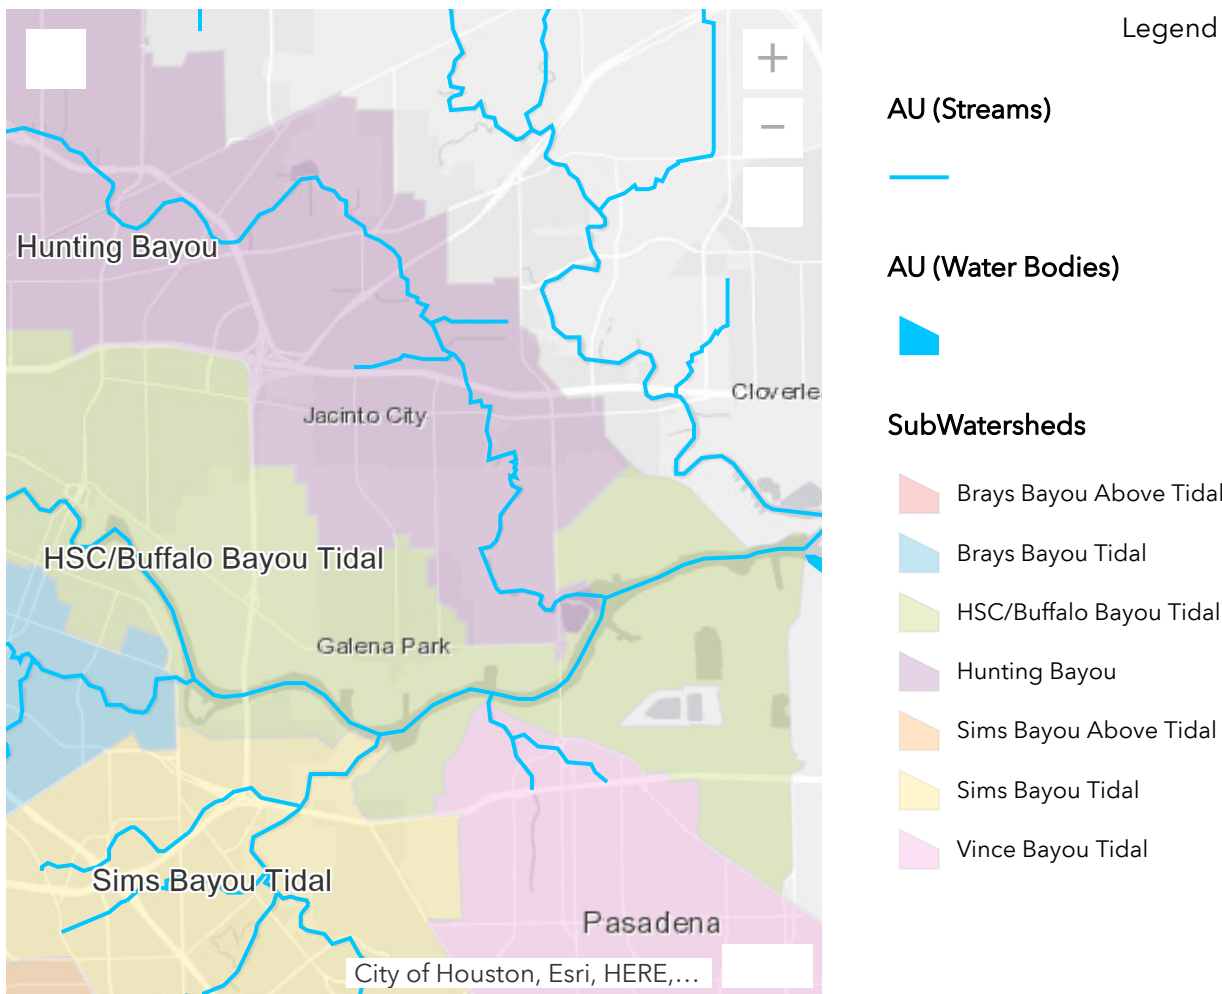 Hunting Bayou
Jacinto City
Cloverle
HSC/Buffalo Bayou Tidal
Galena Park
Sims Bayou Tidal
Pasadena
City of Houston, Esri, HERE,…
+
−
Legend
AU (Streams)
AU (Water Bodies)
SubWatersheds
Brays Bayou Above Tidal
Brays Bayou Tidal
HSC/Buffalo Bayou Tidal
Hunting Bayou
Sims Bayou Above Tidal
Sims Bayou Tidal
Vince Bayou Tidal